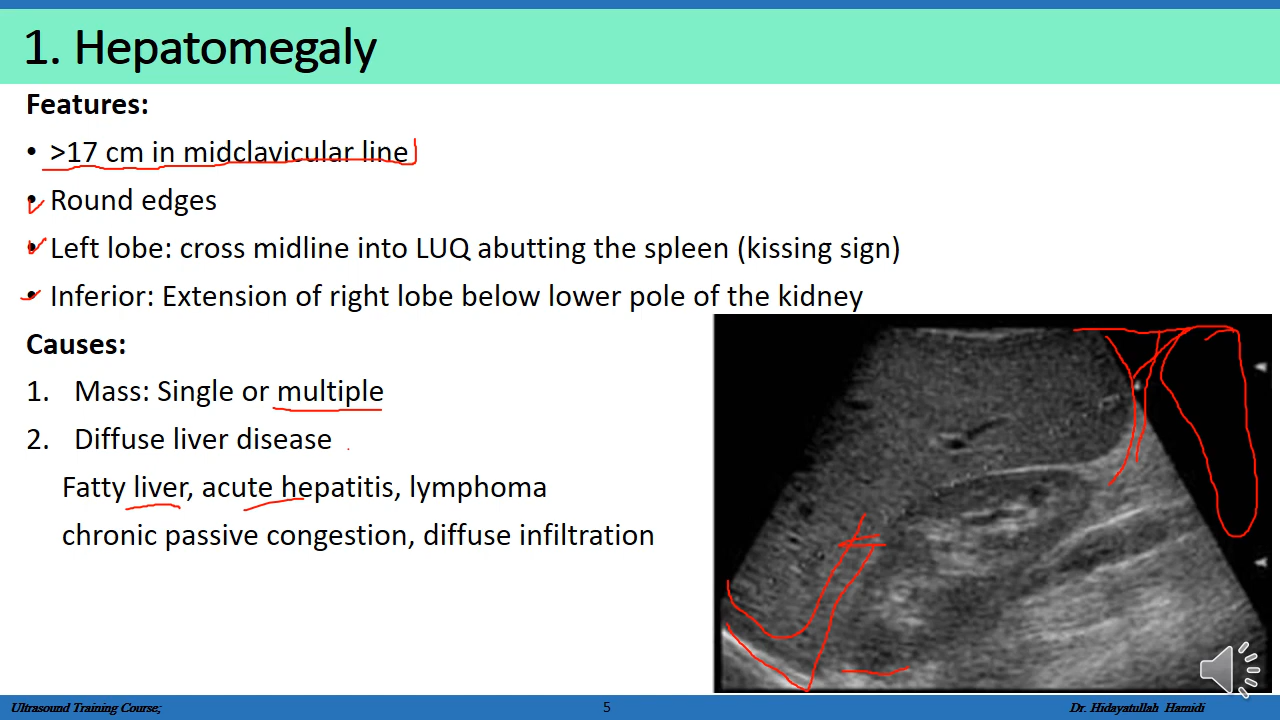 1. Hepatomegaly
Features:
• >17 cm in midclavicular line
• Round edges
• Left lobe: cross midline into LUQ abutting the spleen (kissing sign)
• Inferior: Extension of right lobe below lower pole of the kidney
Causes:
1. Mass: Single or multiple
2. Diffuse liver disease
Fatty liver, acute hepatitis, lymphoma
chronic passive congestion, diffuse infiltration
Ultrasound Training Course; 5 Dr. Hidayatullah Hamidi